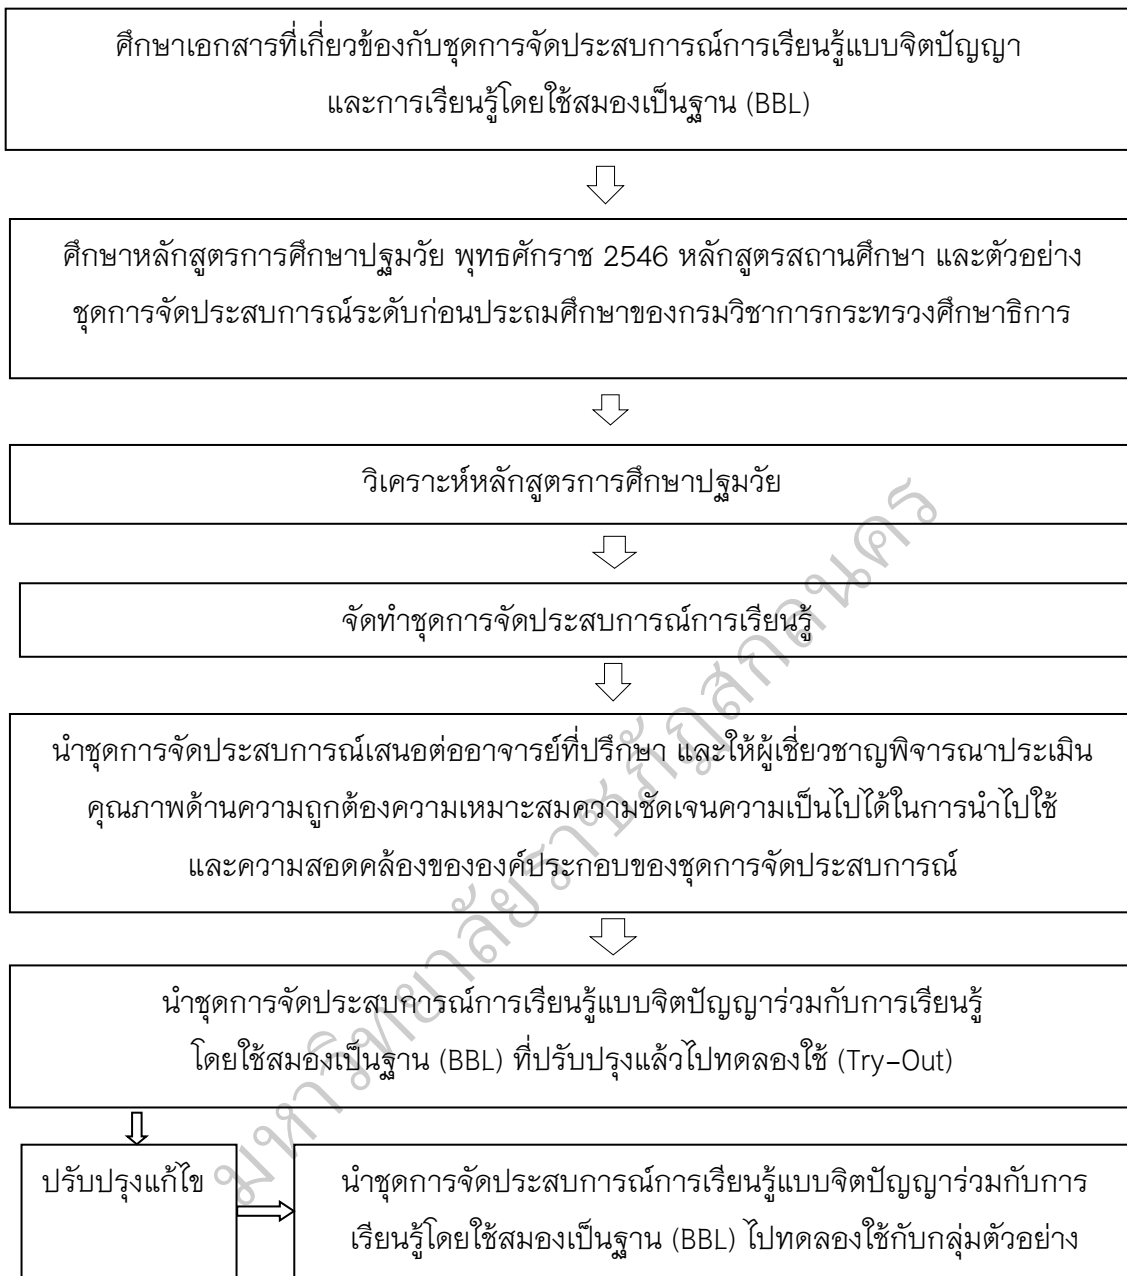 ศึกษาเอกสารที่เกี่ยวข้องกับชุดการจัดประสบการณ์การเรียนรู้แบบจิตปัญญา
และการเรียนรู้โดยใช้สมองเป็นฐาน (BBL)
ศึกษาหลักสูตรการศึกษาปฐมวัย พุทธศักราช 2546 หลักสูตรสถานศึกษา และตัวอย่าง
ชุดการจัดประสบการณ์ระดับก่อนประถมศึกษาของกรมวิชาการกระทรวงศึกษาธิการ
วิเคราะห์หลักสูตรการศึกษาปฐมวัย
จัดทำชุดการจัดประสบการณ์การเรียนรู้
นำชุดการจัดประสบการณ์เสนอต่ออาจารย์ที่ปรึกษา และให้ผู้เชี่ยวชาญพิจารณาประเมิน
คุณภาพด้านความถูกต้องความเหมาะสมความชัดเจนความเป็นไปได้ในการนำไปใช้
และความสอดคล้องขององค์ประกอบของชุดการจัดประสบการณ์
นำชุดการจัดประสบการณ์การเรียนรู้แบบจิตปัญญาร่วมกับการเรียนรู้
โดยใช้สมองเป็นฐาน (BBL) ที่ปรับปรุงแล้วไปทดลองใช้ (Try-Out)
ปรับปรุงแก้ไข
นำชุดการจัดประสบการณ์การเรียนรู้แบบจิตปัญญาร่วมกับการ
เรียนรู้โดยใช้สมองเป็นฐาน (BBL) ไปทดลองใช้กับกลุ่มตัวอย่าง
มหาวิทยาลัยราชภัฏสกลนคร